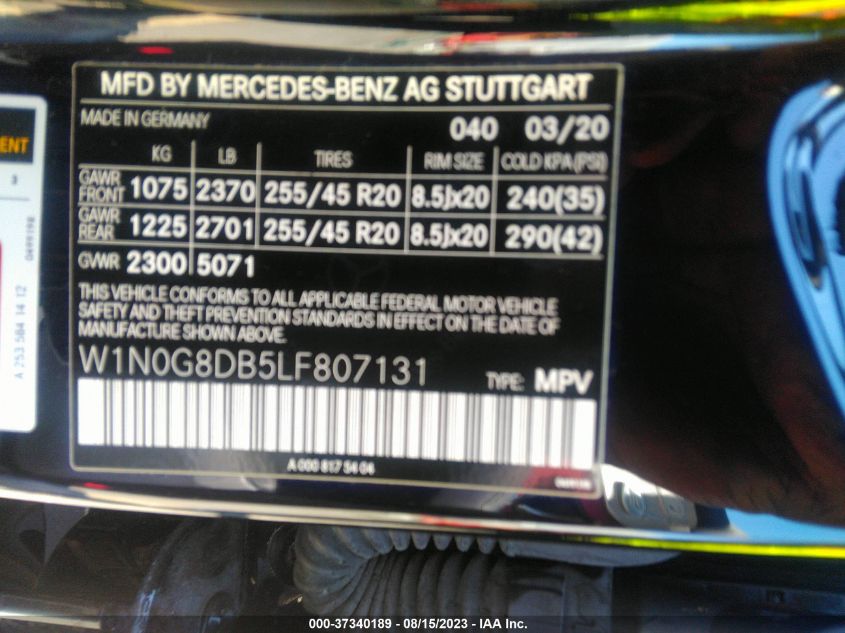 MFD BY MERCEDES-BENZ AG STUTTGART
MADE IN GERMANY 040 03/20
KG LB TIRES RIM SIZE COLD KPA(PSI)
GAWR FRONT 1075 2370 255/45 R20 8.5Jx20 240(35)
GAWR REAR 1225 2701 255/45 R20 8.5Jx20 290(42)
GVWR 2300 5071
THIS VEHICLE CONFORMS TO ALL APPLICABLE FEDERAL MOTOR VEHICLE
SAFETY AND THEFT PREVENTION STANDARDS IN EFFECT ON THE DATE OF
MANUFACTURE SHOWN ABOVE.
W1N0G8DB5LF807131 TYPE: MPV
A 000 817 34 04
ENT
3
A 253 584 14 12
000-37340189 - 08/15/2023 - IAA Inc.